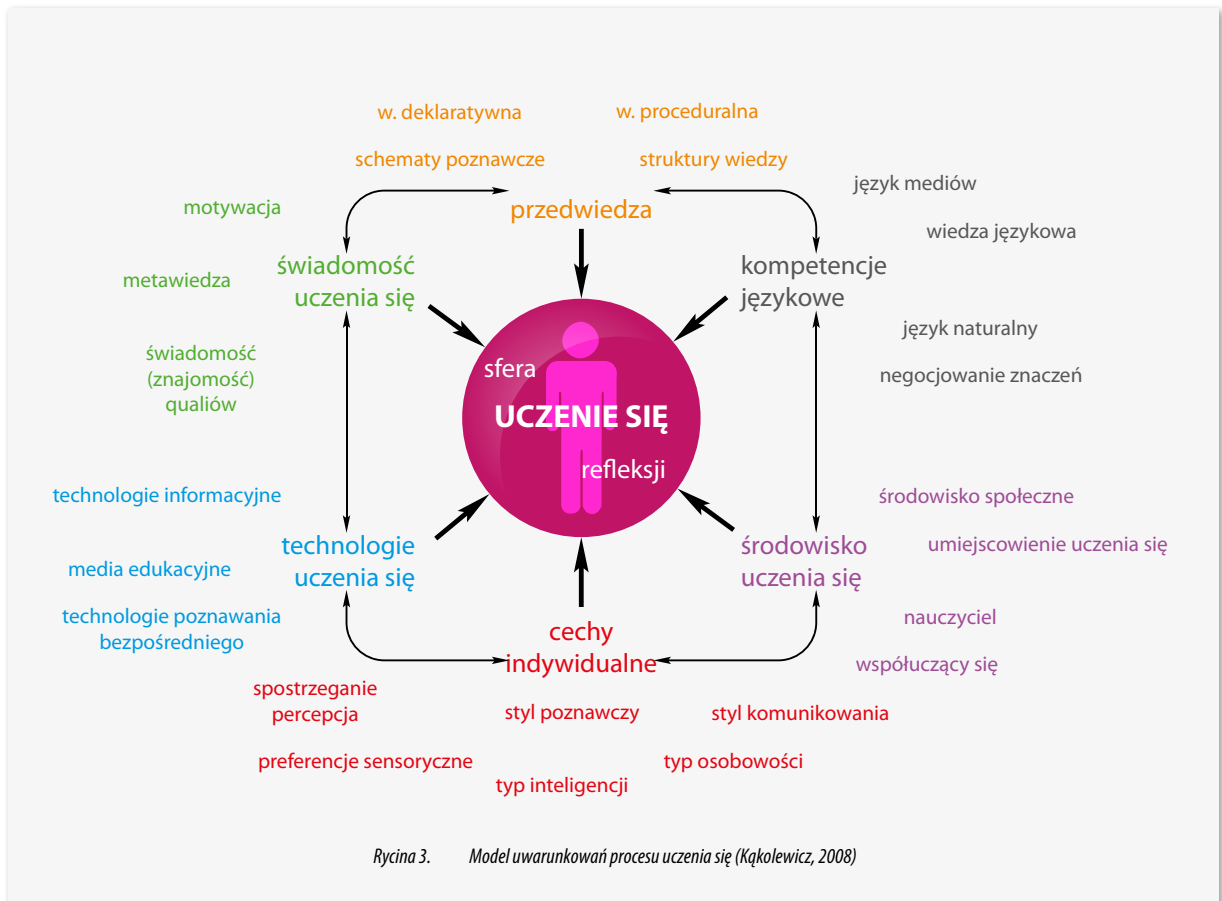 w. deklaratywna
w. proceduralna
schematy poznawcze
struktury wiedzy
przedwiedza
motywacja
metawiedza
świadomość
uczenia się
świadomość
(znajomość)
qualiów
język mediów
wiedza językowa
kompetencje
językowe
język naturalny
negocjowanie znaczeń
sfera
UCZENIE SIĘ
refleksji
technologie informacyjne
technologie
uczenia się
media edukacyjne
technologie poznawania
bezpośredniego
środowisko społeczne
umiejscowienie uczenia się
środowisko
uczenia się
nauczyciel
współuczący się
cechy
indywidualne
spostrzeganie
percepcja
styl poznawczy
styl komunikowania
preferencje sensoryczne
typ inteligencji
typ osobowości
Rycina 3. Model uwarunkowań procesu uczenia się (Kąkolewicz, 2008)